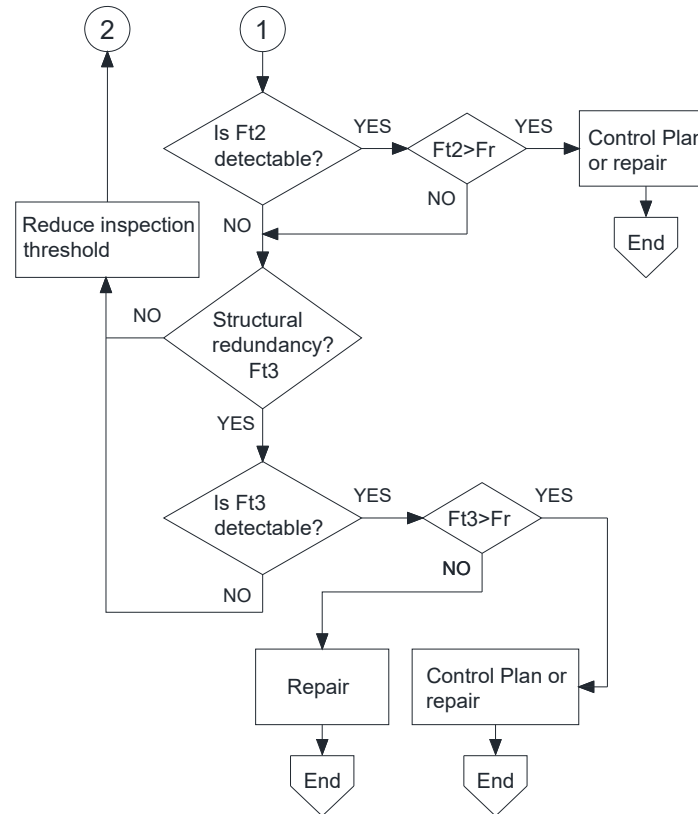 2
1
Is Ft2
detectable?
YES
Ft2>Fr
YES
Control Plan
or repair
NO
NO
End
Reduce inspection
threshold
NO
Structural
redundancy?
Ft3
YES
Is Ft3
detectable?
YES
Ft3>Fr
YES
NO
NO
Repair
Control Plan or
repair
End
End